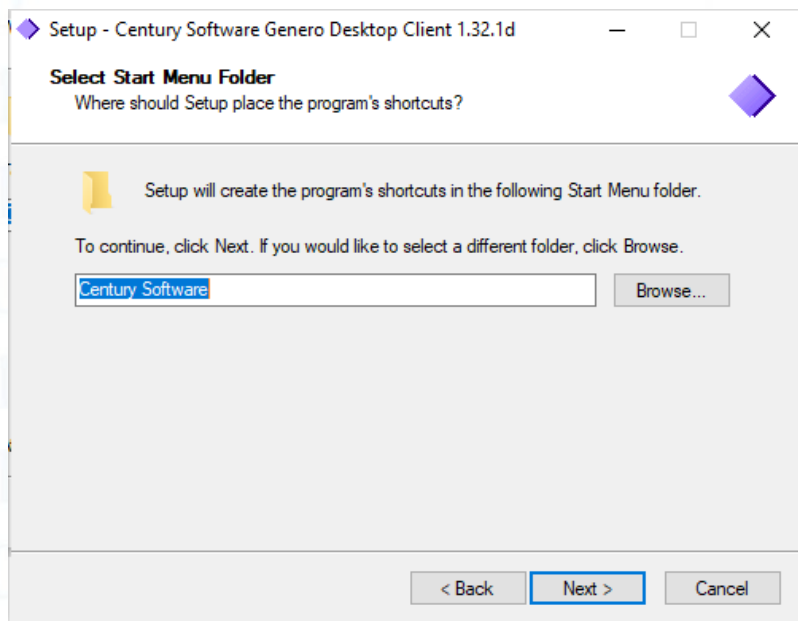 Setup - Century Software Genero Desktop Client 1.32.1d
Select Start Menu Folder
Where should Setup place the program's shortcuts?
Setup will create the program's shortcuts in the following Start Menu folder.
To continue, click Next. If you would like to select a different folder, click Browse.
Century Software
Browse...
< Back
Next >
Cancel